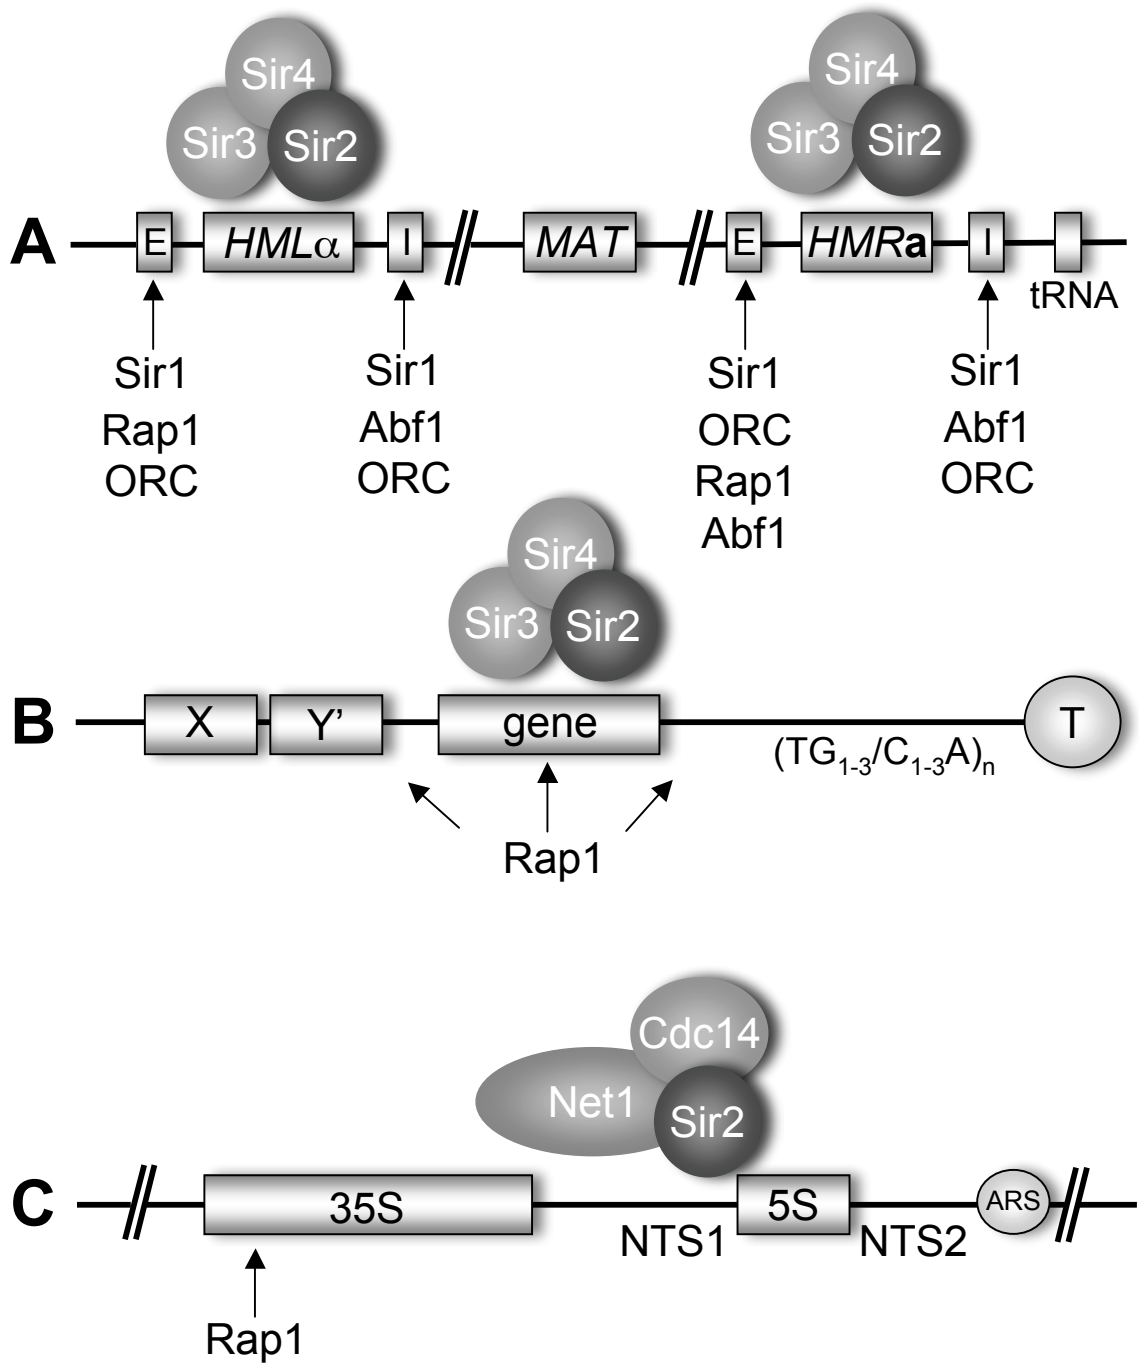 Sir4
Sir3 Sir2
Sir4
Sir3 Sir2
A
E HMLα I MAT E HMRa I
tRNA
Sir1
Rap1
ORC
Sir1
Abf1
ORC
Sir1
ORC
Rap1
Abf1
Sir1
Abf1
ORC
Sir4
Sir3 Sir2
B
X Y’ gene T
(TG1-3/C1-3A)n
Rap1
Cdc14
Net1
Sir2
C
35S 5S ARS
NTS1 NTS2
Rap1